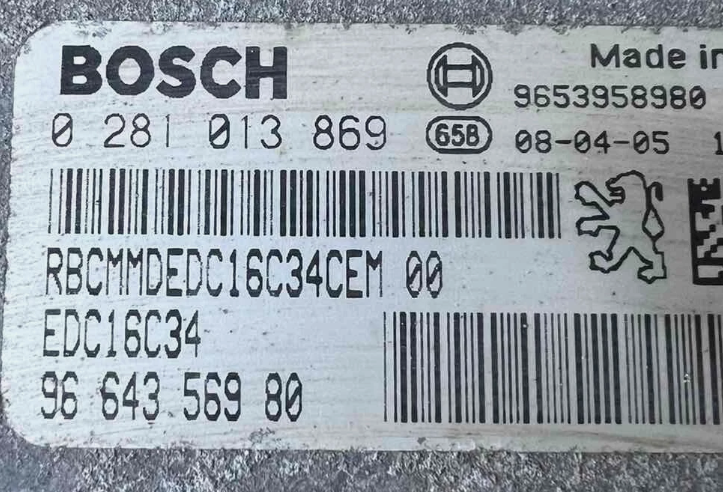 BOSCH
Made in
9653958980
0 281 013 869
658
08-04-05
RBCMMDEDC16C34CEM 00
EDC16C34
96 643 569 80